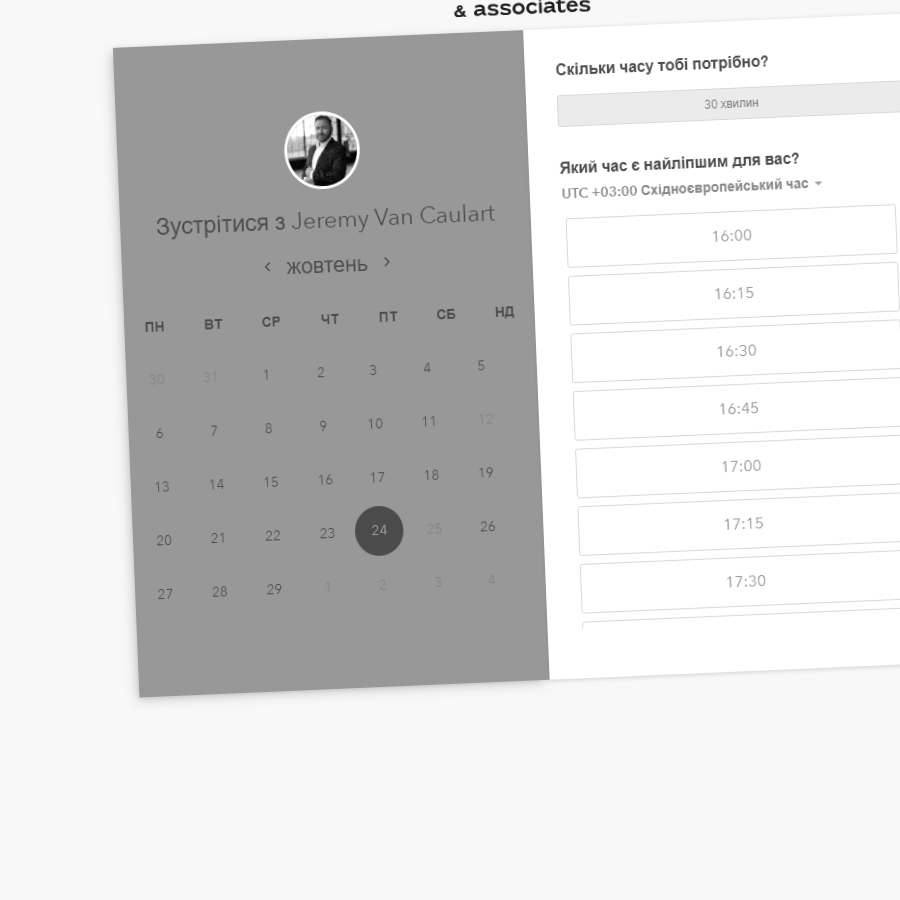 & associates
Зустрітися з Jeremy Van Caulart
‹ жовтень ›
ПН ВТ СР ЧТ ПТ СБ НД
30 31 1 2 3 4 5
6 7 8 9 10 11 12
13 14 15 16 17 18 19
20 21 22 23 24 25 26
27 28 29 1 2 3 4
Скільки часу тобі потрібно?
30 хвилин
Який час є найліпшим для вас?
UTC +03:00 Східноєвропейський час
16:00
16:15
16:30
16:45
17:00
17:15
17:30